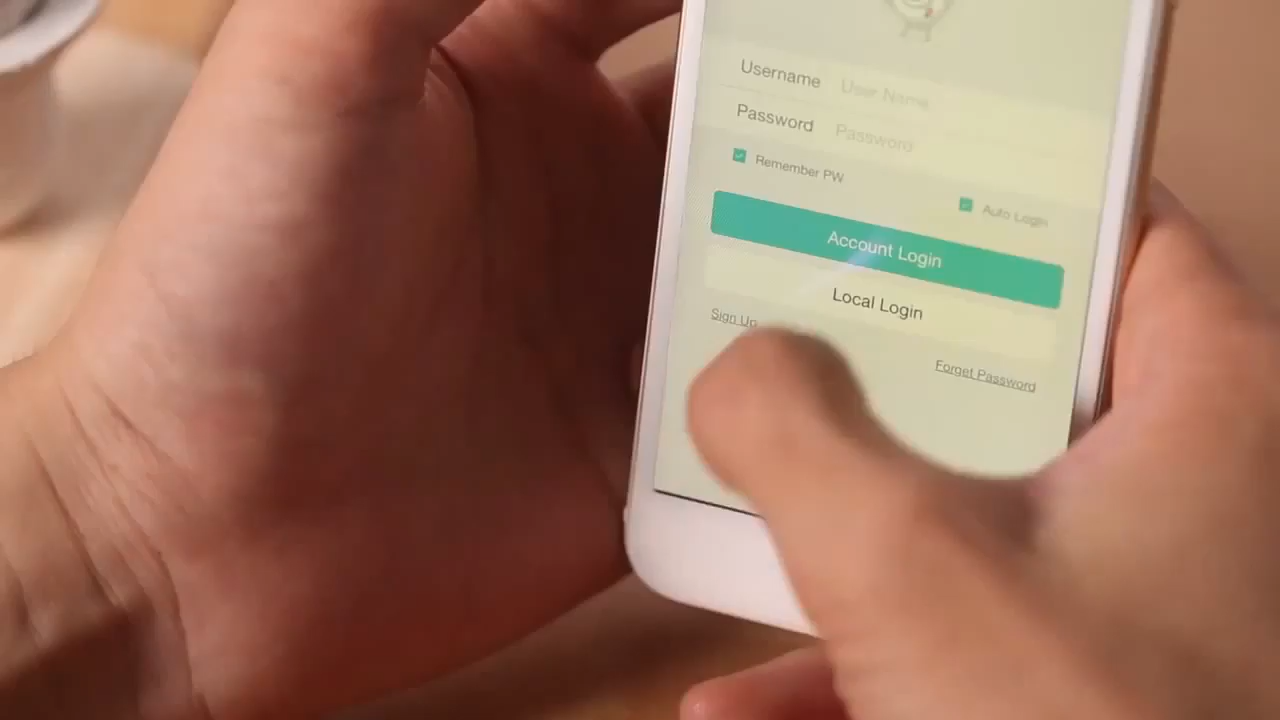 Username User Name
Password Password
Remember PW
Auto Login
Account Login
Local Login
Sign Up
Forget Password